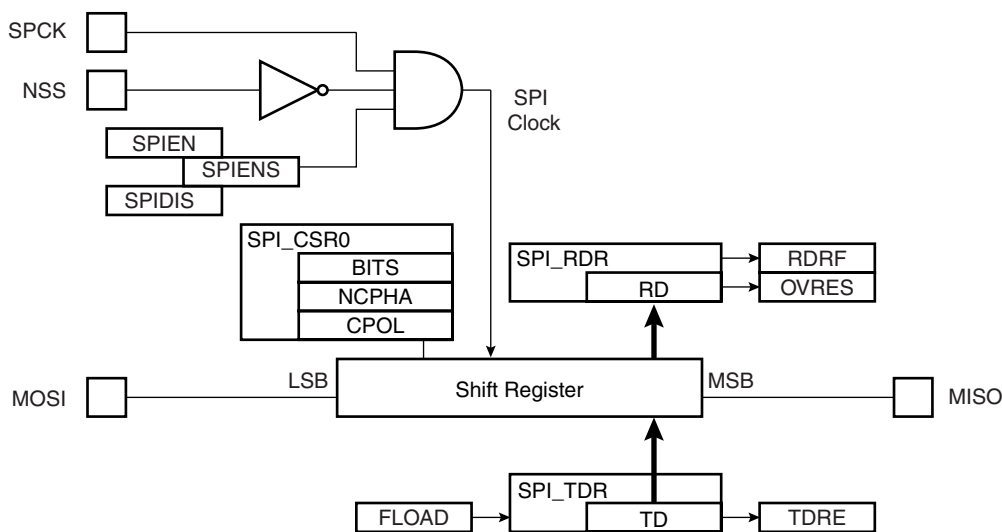 SPCK
NSS
SPI
Clock
SPIEN
SPIENS
SPIDIS
SPI_CSR0
BITS
NCPHA
CPOL
SPI_RDR
RD
RDRF
OVRES
MOSI
LSB
Shift Register
MSB
MISO
SPI_TDR
FLOAD
TD
TDRE